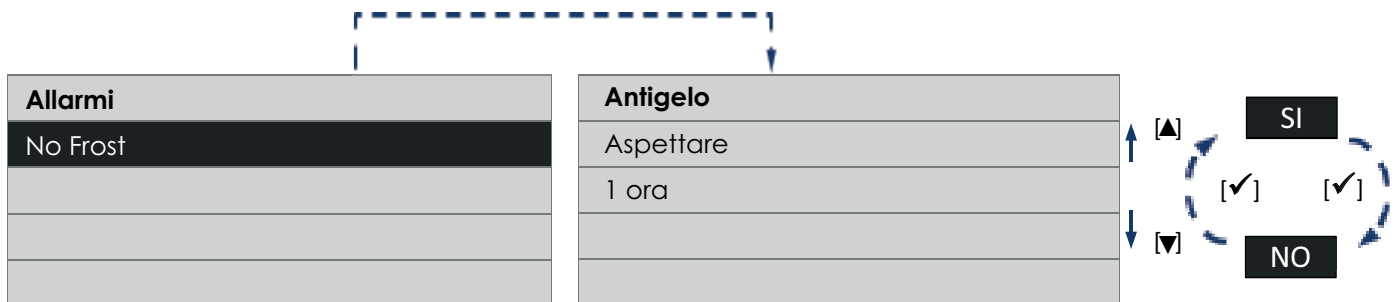 Allarmi
No Frost
Antigelo
Aspettare
1 ora
[▲]
[▼]
SI
[✓] [✓]
NO